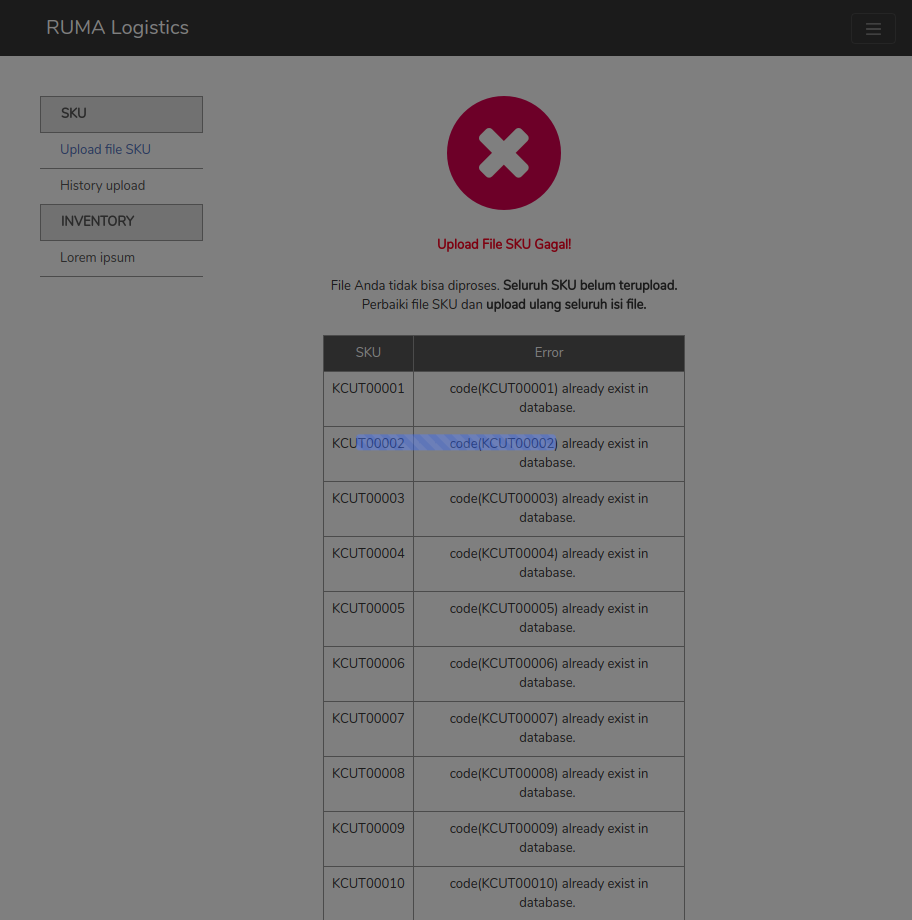 RUMA Logistics
SKU
Upload file SKU
History upload
INVENTORY
Lorem ipsum
Upload File SKU Gagal!
File Anda tidak bisa diproses. Seluruh SKU belum terupload.
Perbaiki file SKU dan upload ulang seluruh isi file.
SKU Error
KCUT00001 code(KCUT00001) already exist in
database.
KCUT00002 code(KCUT00002) already exist in
database.
KCUT00003 code(KCUT00003) already exist in
database.
KCUT00004 code(KCUT00004) already exist in
database.
KCUT00005 code(KCUT00005) already exist in
database.
KCUT00006 code(KCUT00006) already exist in
database.
KCUT00007 code(KCUT00007) already exist in
database.
KCUT00008 code(KCUT00008) already exist in
database.
KCUT00009 code(KCUT00009) already exist in
database.
KCUT00010 code(KCUT00010) already exist in
database.